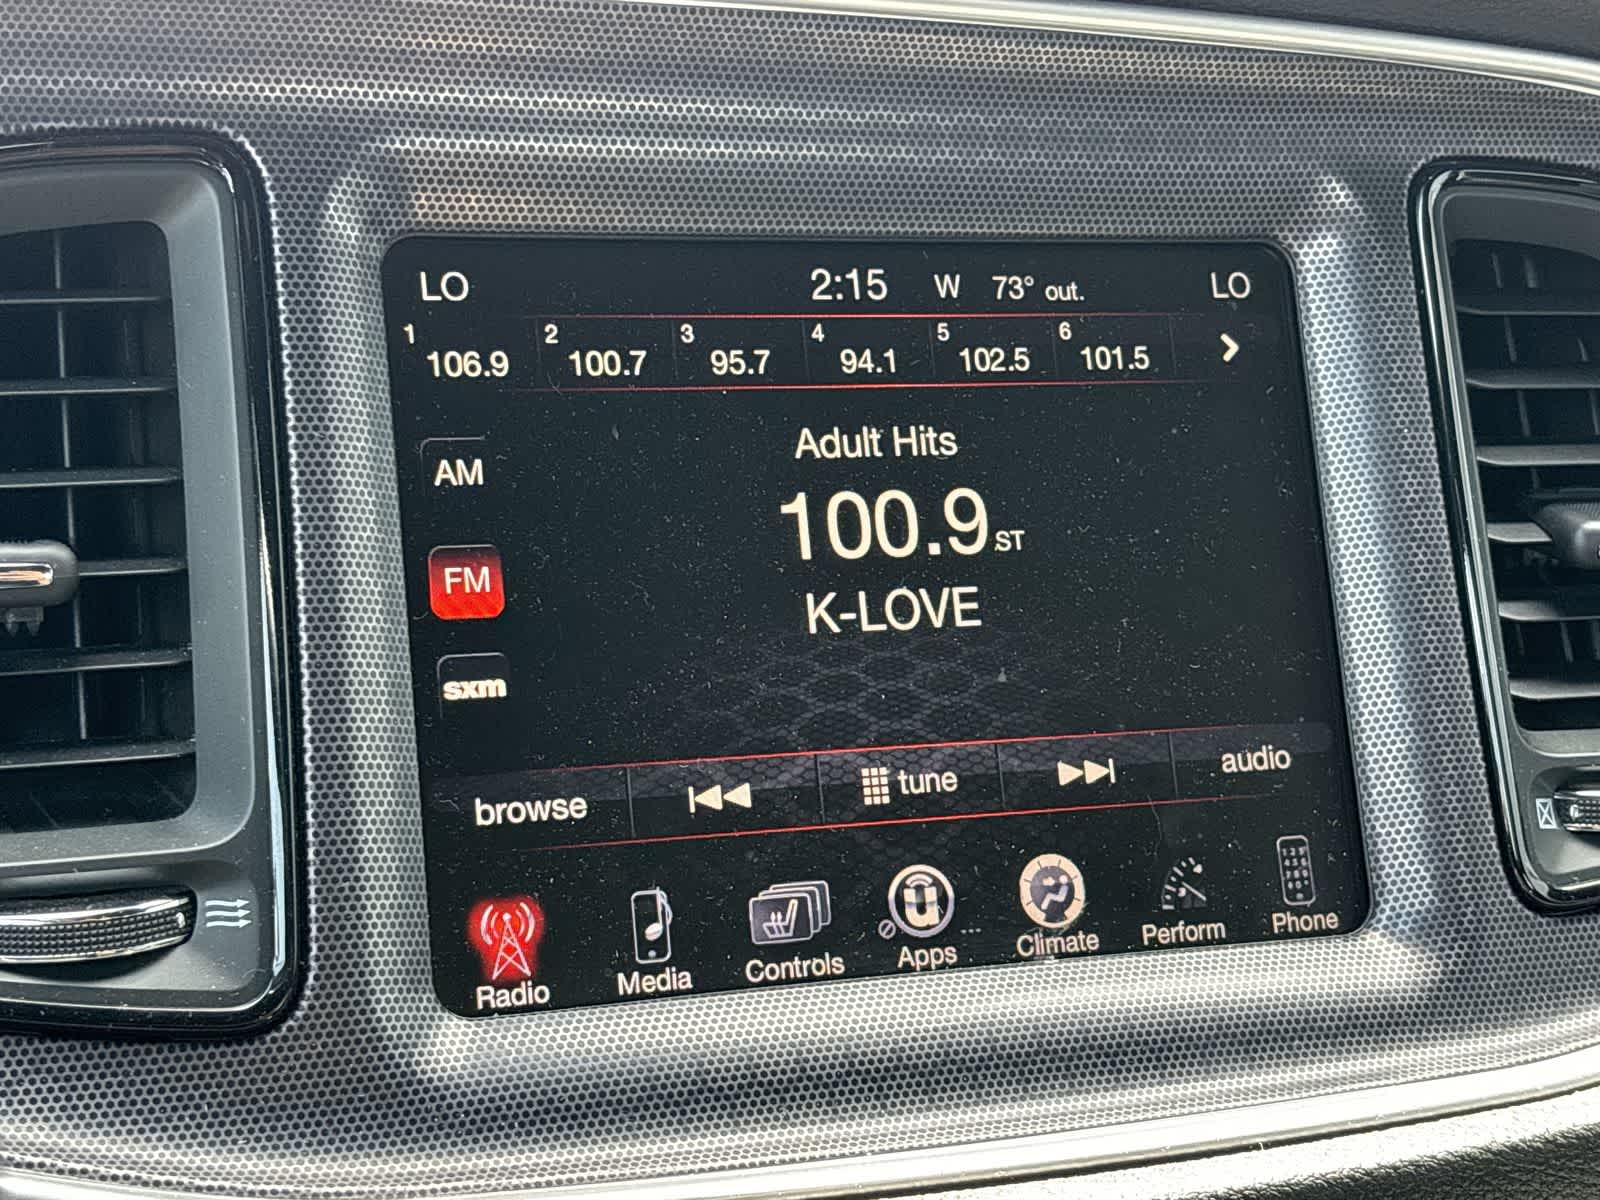 LO 2:15 W 73° out. LO
1 106.9 2 100.7 3 95.7 4 94.1 5 102.5 6 101.5
Adult Hits
AM
100.9 ST
FM
K-LOVE
sxm
browse tune audio
Radio Media Controls Apps Climate Perform Phone